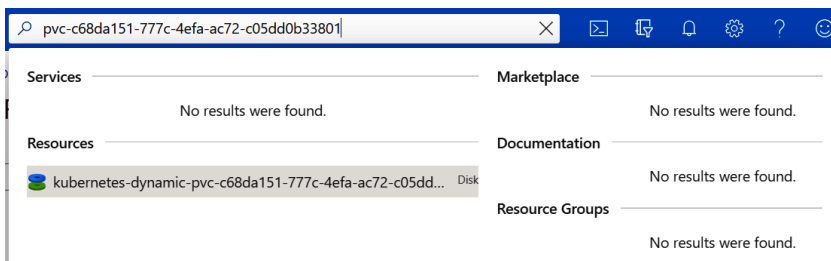 pvc-c68da151-777c-4efa-ac72-c05dd0b33801
Services
No results were found.
Resources
kubernetes-dynamic-pvc-c68da151-777c-4efa-ac72-c05dd... Disk
Marketplace
No results were found.
Documentation
No results were found.
Resource Groups
No results were found.